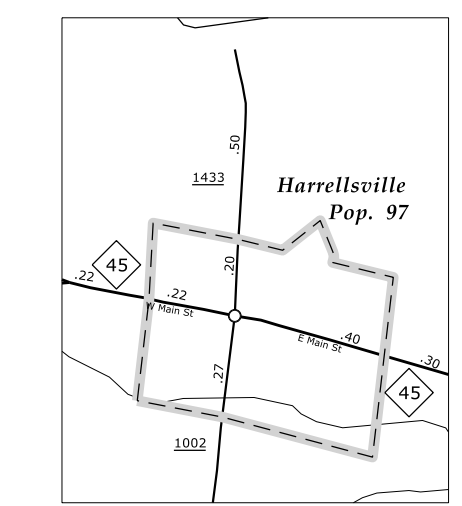 .50
1433
Harrellsville
Pop. 97
45
.20
.22
.22
W Main St
.40
E Main St
.30
.27
45
1002